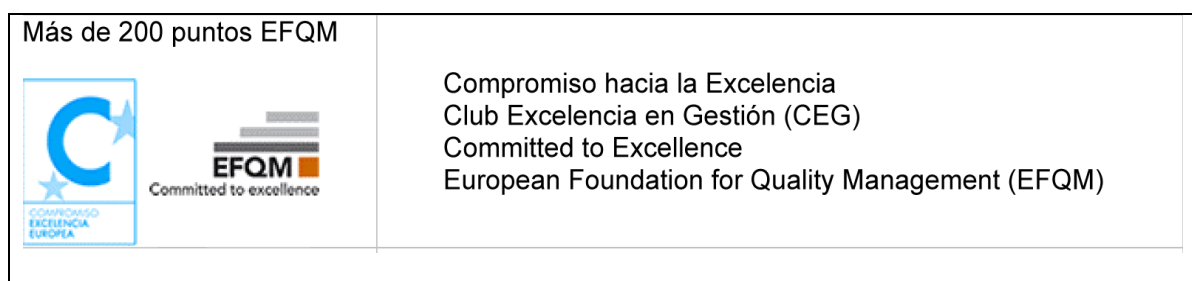 Más de 200 puntos EFQM
COMPROMISO
EXCELENCIA
EUROPEA
C
EFQM
Committed to excellence
Compromiso hacia la Excelencia
Club Excelencia en Gestión (CEG)
Committed to Excellence
European Foundation for Quality Management (EFQM)